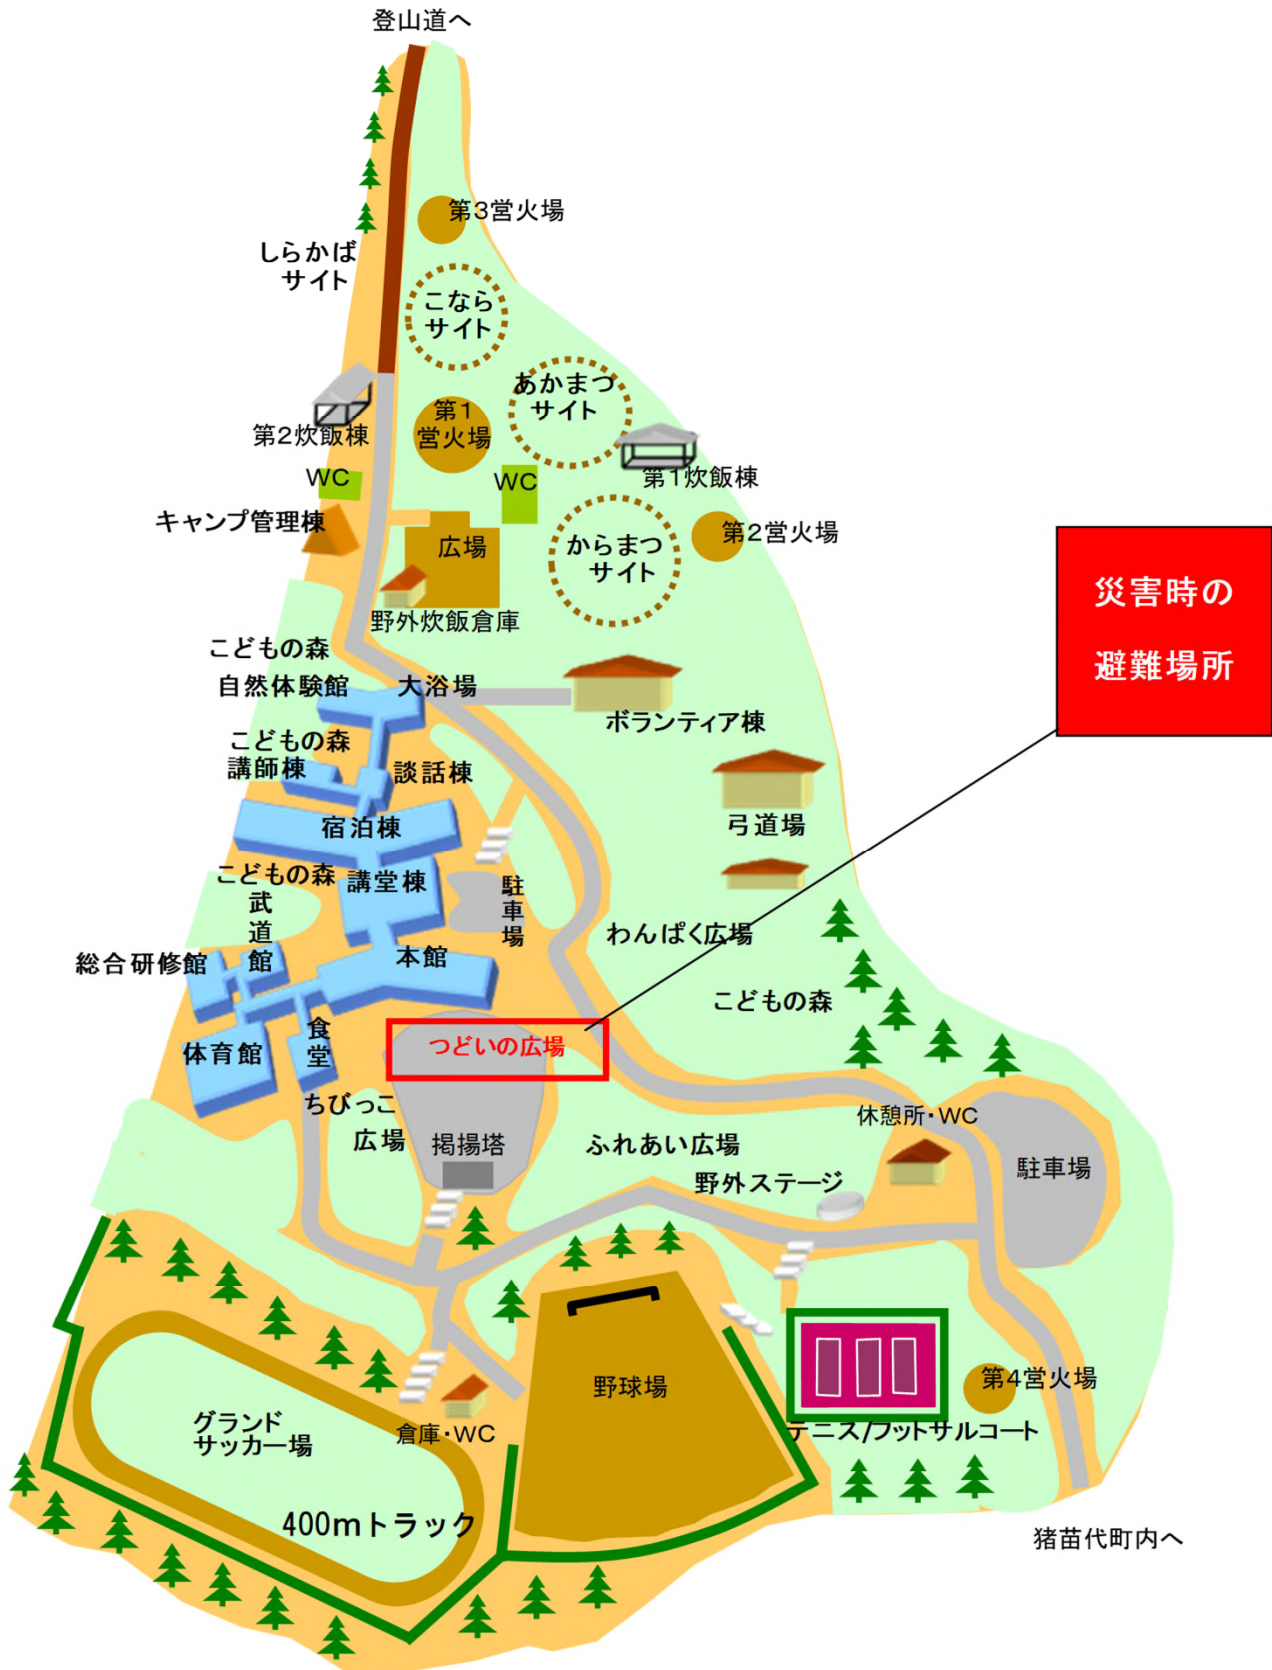 登山道へ
第3営火場
しらかば
サイト
こなら
サイト
あかまつ
サイト
第1
営火場
第2炊飯棟
WC
WC
第1炊飯棟
キャンプ管理棟
広場
からまつ
サイト
第2営火場
災害時の
避難場所
野外炊飯倉庫
こどもの森
自然体験館
大浴場
ボランティア棟
こどもの森
講師棟
談話棟
宿泊棟
弓道場
こどもの森
講堂棟
武道館
駐車場
わんぱく広場
総合研修館
本館
こどもの森
つどいの広場
体育館
食堂
ちびっこ
広場
掲揚塔
ふれあい広場
休憩所・WC
駐車場
野外ステージ
野球場
第4営火場
グランド
サッカー場
倉庫・WC
テニス/フットサルコート
400mトラック
猪苗代町内へ